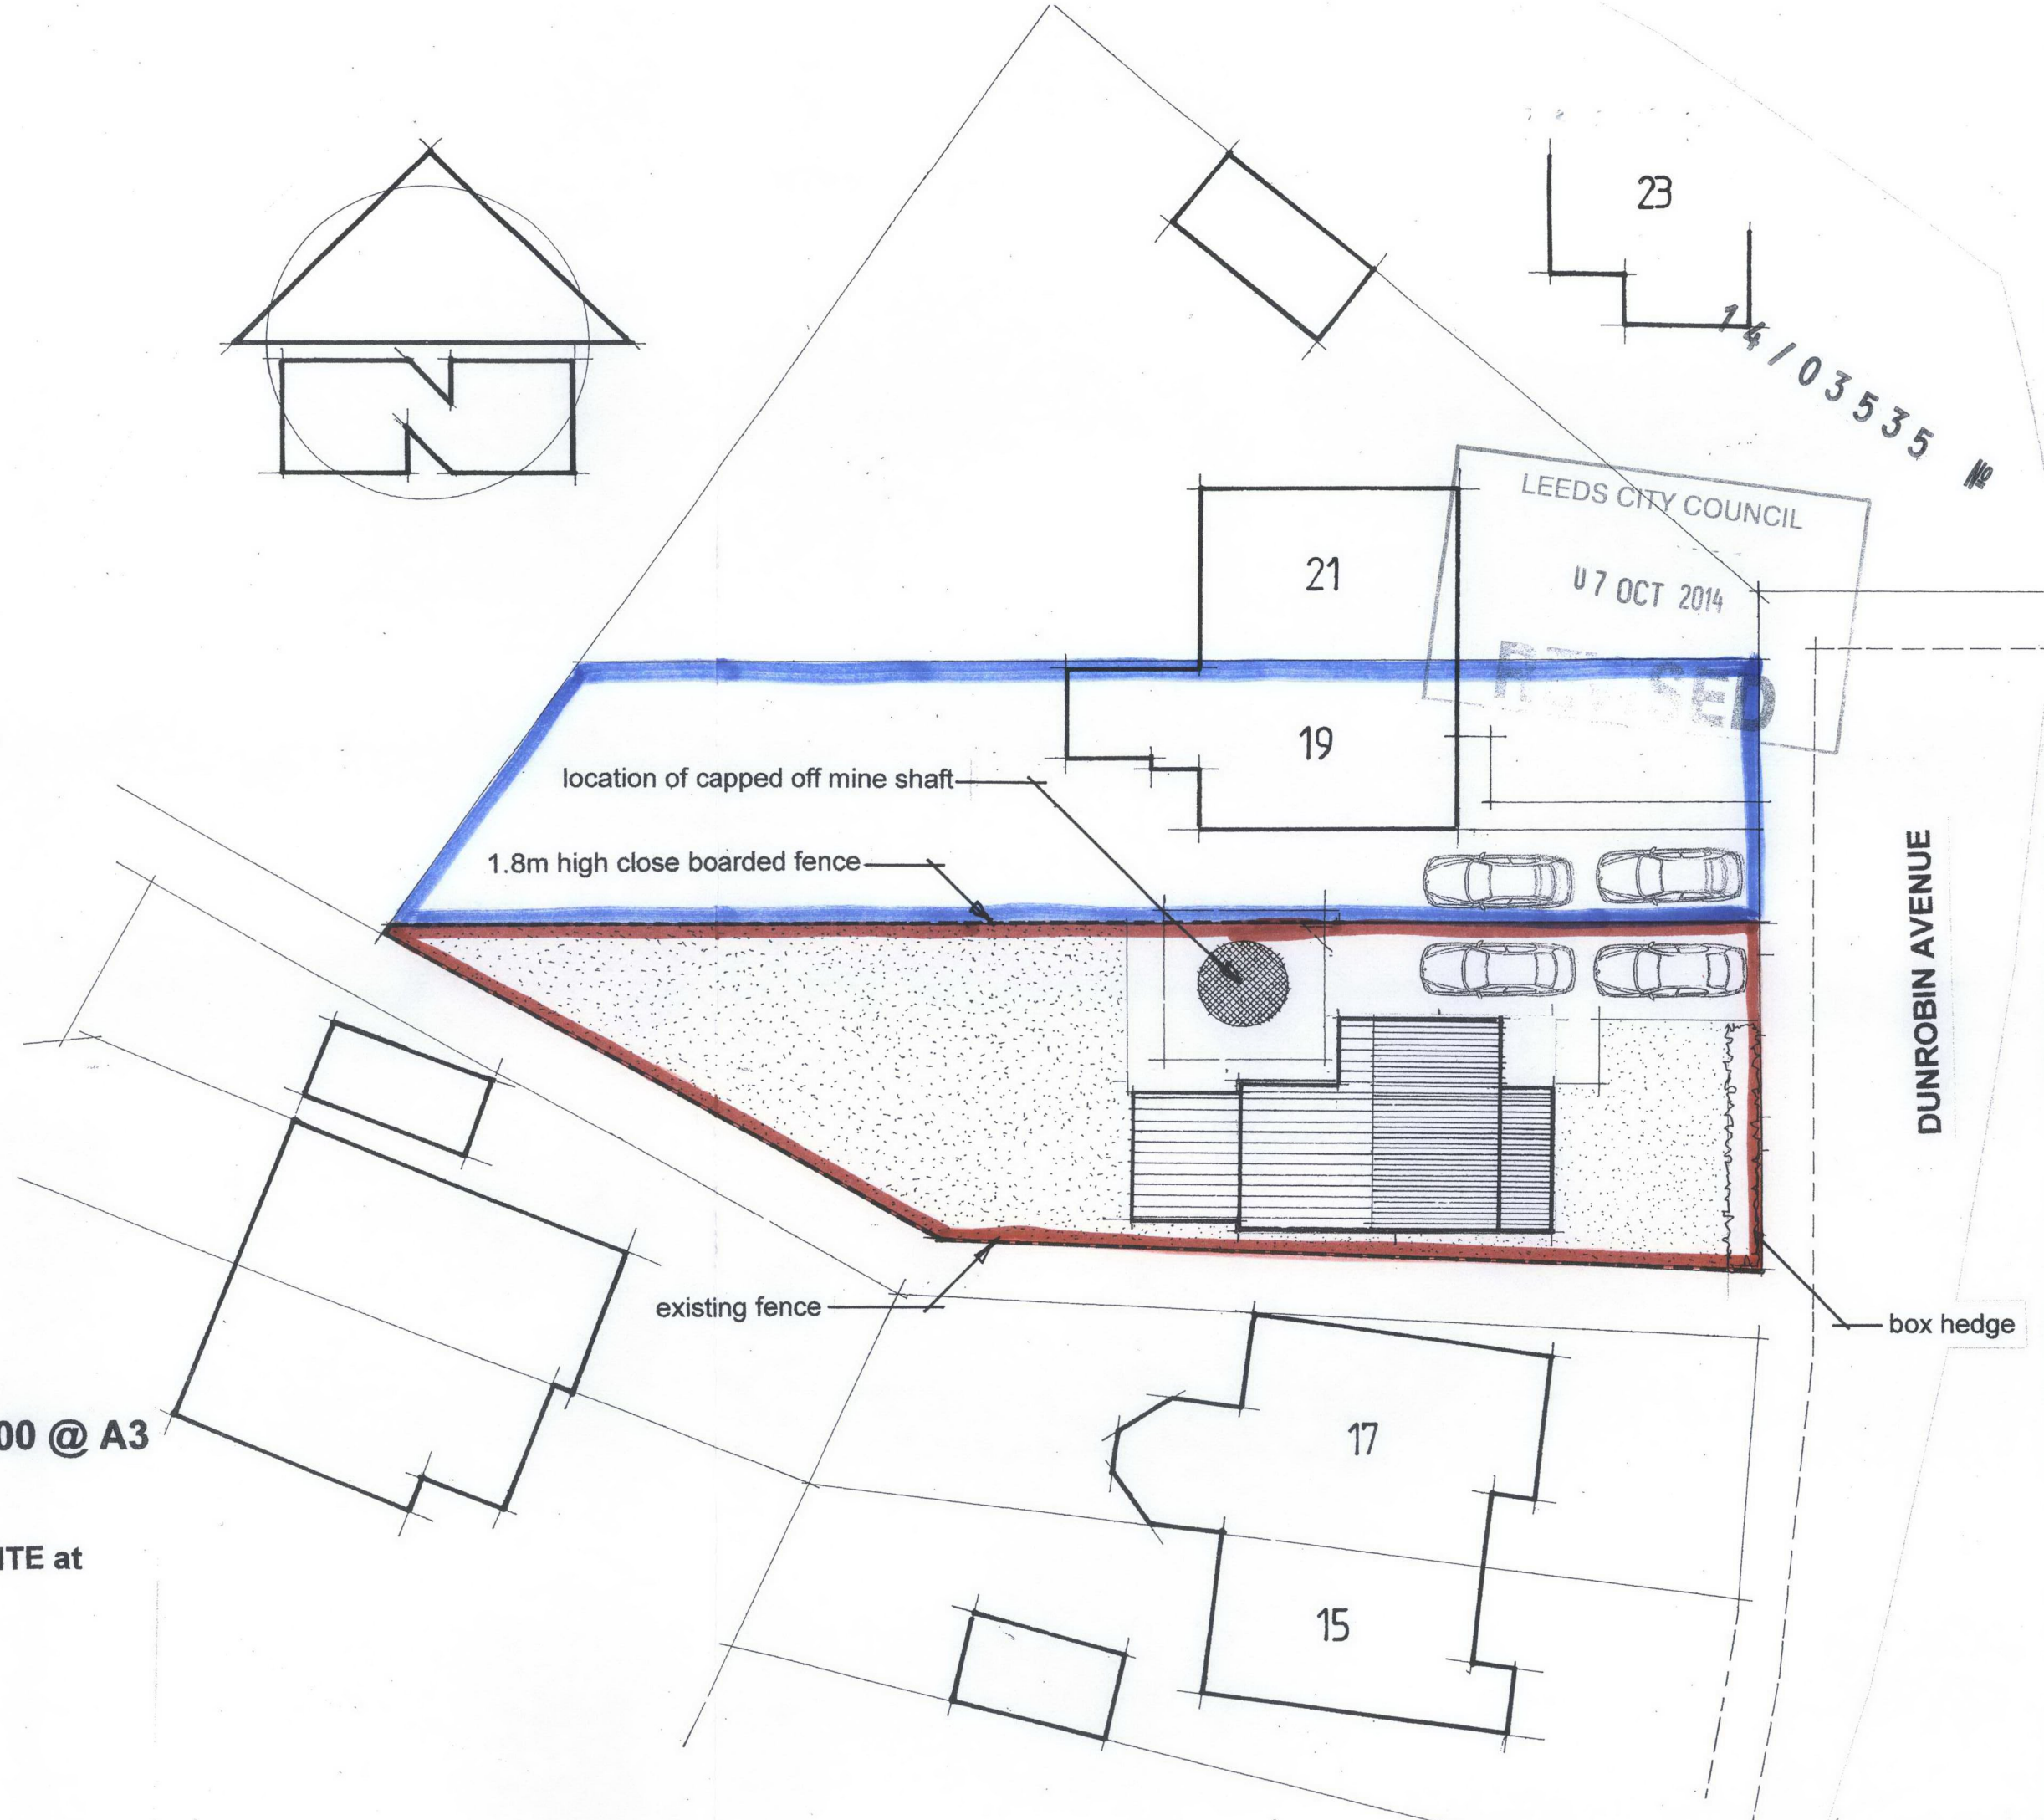 23
14/03535
№
LEEDS CITY COUNCIL
07 OCT 2014
21
19
location of capped off mine shaft
1.8m high close boarded fence
DUNROBIN AVENUE
existing fence
box hedge
17
00 @ A3
ITE at
15
N